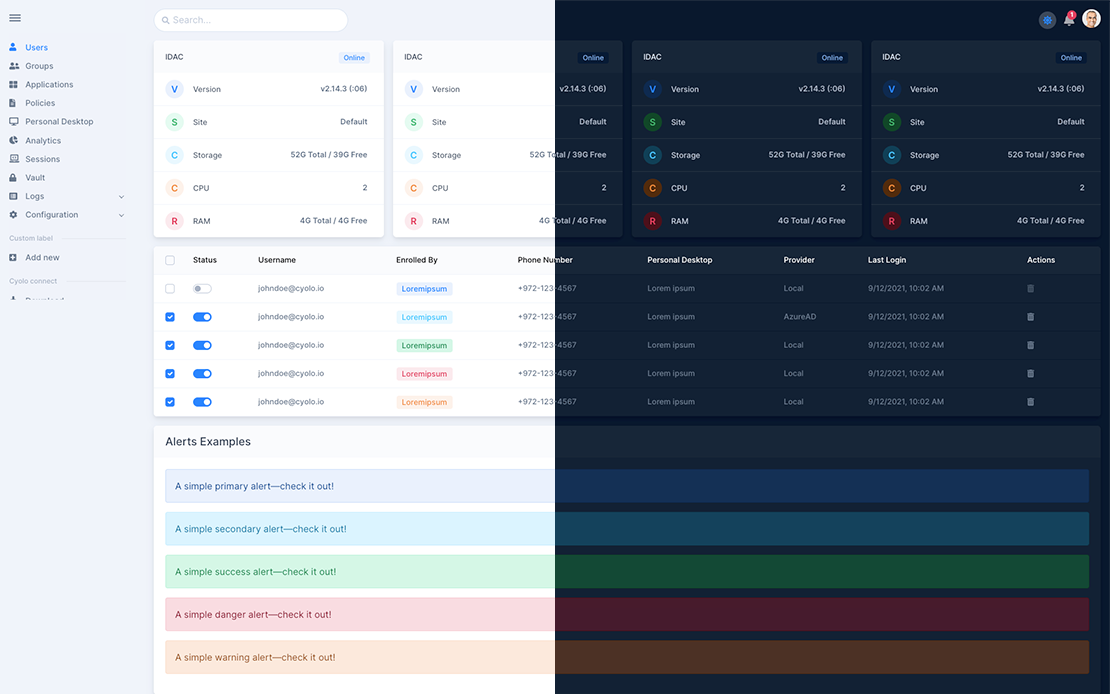 Search...
1
Users
Groups
Applications
Policies
Personal Desktop
Analytics
Sessions
Vault
Logs
Configuration
Custom label
Add new
Cyolo connect
IDAC Online
V Version v2.14.3 (:06)
S Site Default
C Storage 52G Total / 39G Free
C CPU 2
R RAM 4G Total / 4G Free
IDAC Online
V Version v2.14.3 (:06)
S Site Default
C Storage 52G Total / 39G Free
C CPU 2
R RAM 4G Total / 4G Free
IDAC Online
V Version v2.14.3 (:06)
S Site Default
C Storage 52G Total / 39G Free
C CPU 2
R RAM 4G Total / 4G Free
IDAC Online
V Version v2.14.3 (:06)
S Site Default
C Storage 52G Total / 39G Free
C CPU 2
R RAM 4G Total / 4G Free
Status Username Enrolled By Phone Number Personal Desktop Provider Last Login Actions
johndoe@cyolo.io Loremipsum +972-123-4567 Lorem ipsum Local 9/12/2021, 10:02 AM
johndoe@cyolo.io Loremipsum +972-123-4567 Lorem ipsum AzureAD 9/12/2021, 10:02 AM
johndoe@cyolo.io Loremipsum +972-123-4567 Lorem ipsum Local 9/12/2021, 10:02 AM
johndoe@cyolo.io Loremipsum +972-123-4567 Lorem ipsum Local 9/12/2021, 10:02 AM
johndoe@cyolo.io Loremipsum +972-123-4567 Lorem ipsum Local 9/12/2021, 10:02 AM
Alerts Examples
A simple primary alert—check it out!
A simple secondary alert—check it out!
A simple success alert—check it out!
A simple danger alert—check it out!
A simple warning alert—check it out!